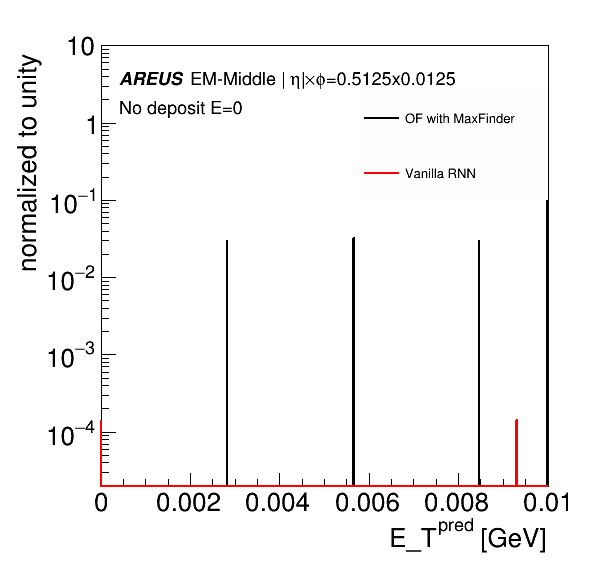 10
AREUS EM-Middle | η|×ϕ=0.5125x0.0125
No deposit E=0
1
OF with MaxFinder
Vanilla RNN
10⁻¹
10⁻²
10⁻³
10⁻⁴
normalized to unity
0 0.002 0.004 0.006 0.008 0.01
E_T^pred [GeV]